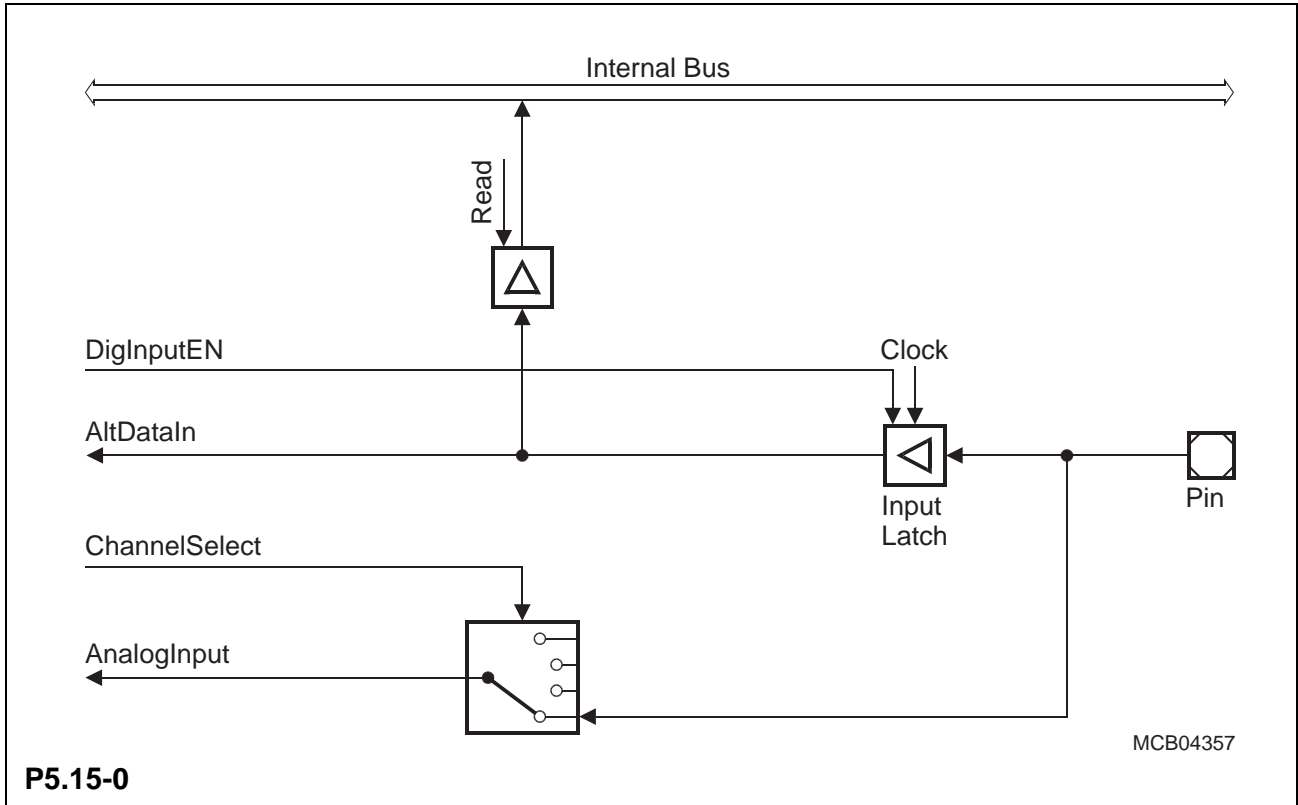 Internal Bus
Read
DigInputEN
Clock
AltDataIn
Pin
Input
Latch
ChannelSelect
AnalogInput
MCB04357
P5.15-0